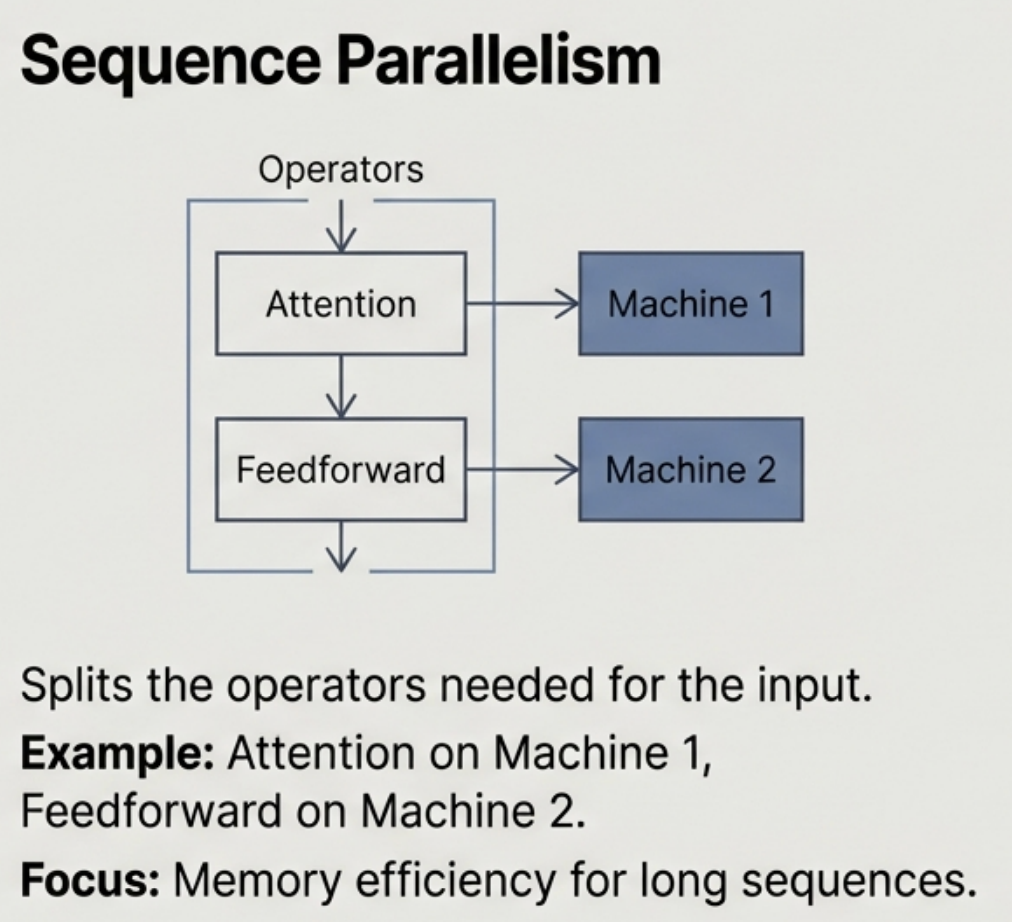 Sequence Parallelism
Operators
Attention
Machine 1
Feedforward
Machine 2
Splits the operators needed for the input.
Example: Attention on Machine 1,
Feedforward on Machine 2.
Focus: Memory efficiency for long sequences.